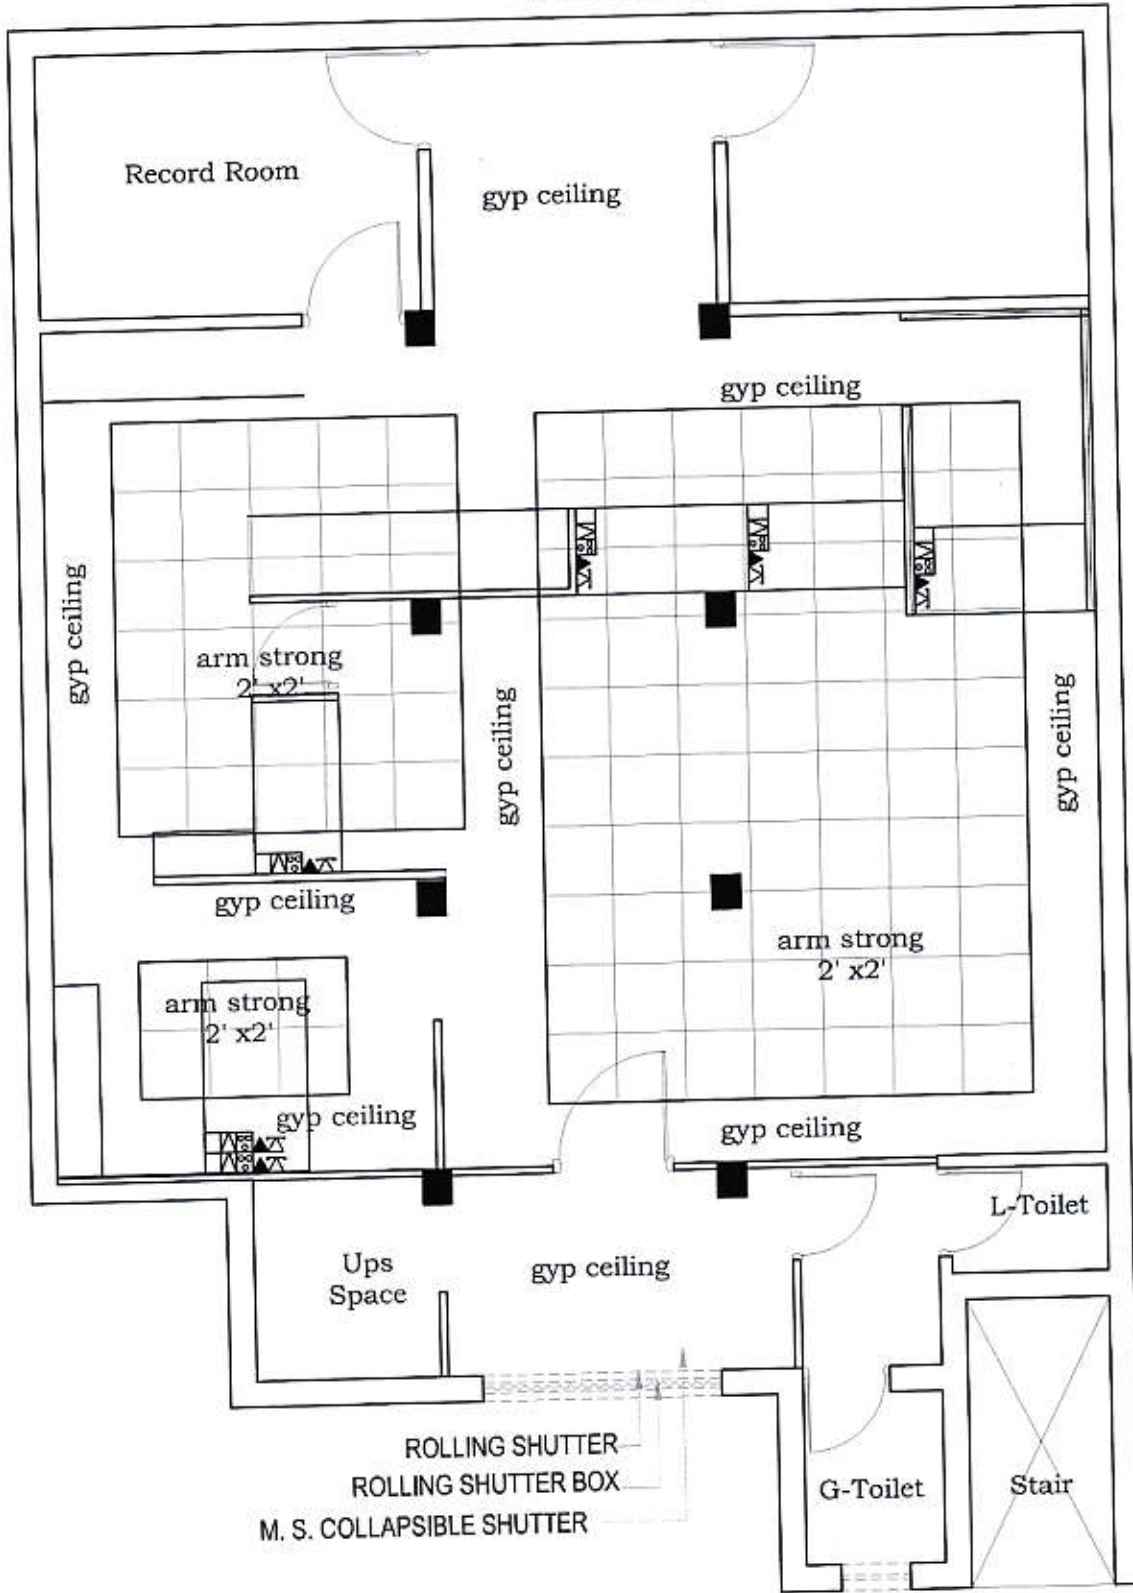 Record Room
gyp ceiling
gyp ceiling
gyp ceiling
arm strong
2' x2'
gyp ceiling
gyp ceiling
gyp ceiling
arm strong
2' x2'
arm strong
2' x2'
gyp ceiling
gyp ceiling
L-Toilet
Ups
Space
gyp ceiling
ROLLING SHUTTER
ROLLING SHUTTER BOX
M. S. COLLAPSIBLE SHUTTER
G-Toilet
Stair